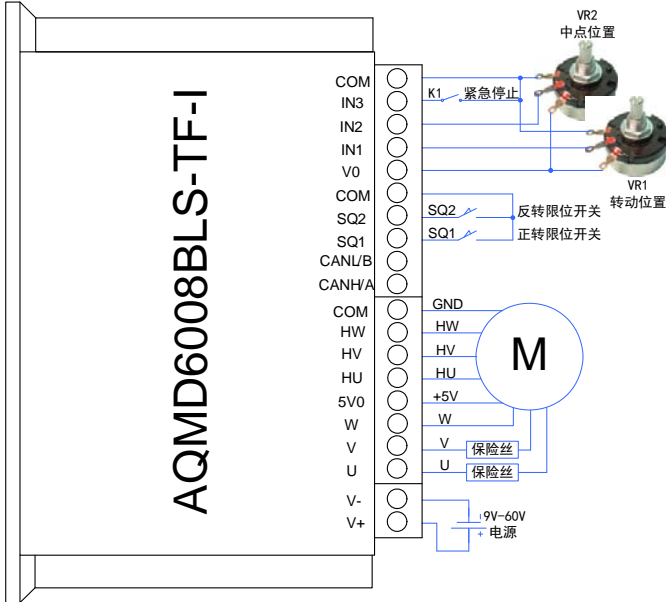 VR2
中点位置
COM
IN3
K1
紧急停止
IN2
IN1
V0
VR1
转动位置
COM
SQ2
SQ2
反转限位开关
SQ1
SQ1
正转限位开关
CANL/B
CANH/A
COM
GND
HW
HW
HV
HV
HU
HU
5V0
+5V
W
W
V
V
保险丝
U
U
保险丝
M
V-
V+
9V-60V
电源
+
AQMD6008BLS-TF-I